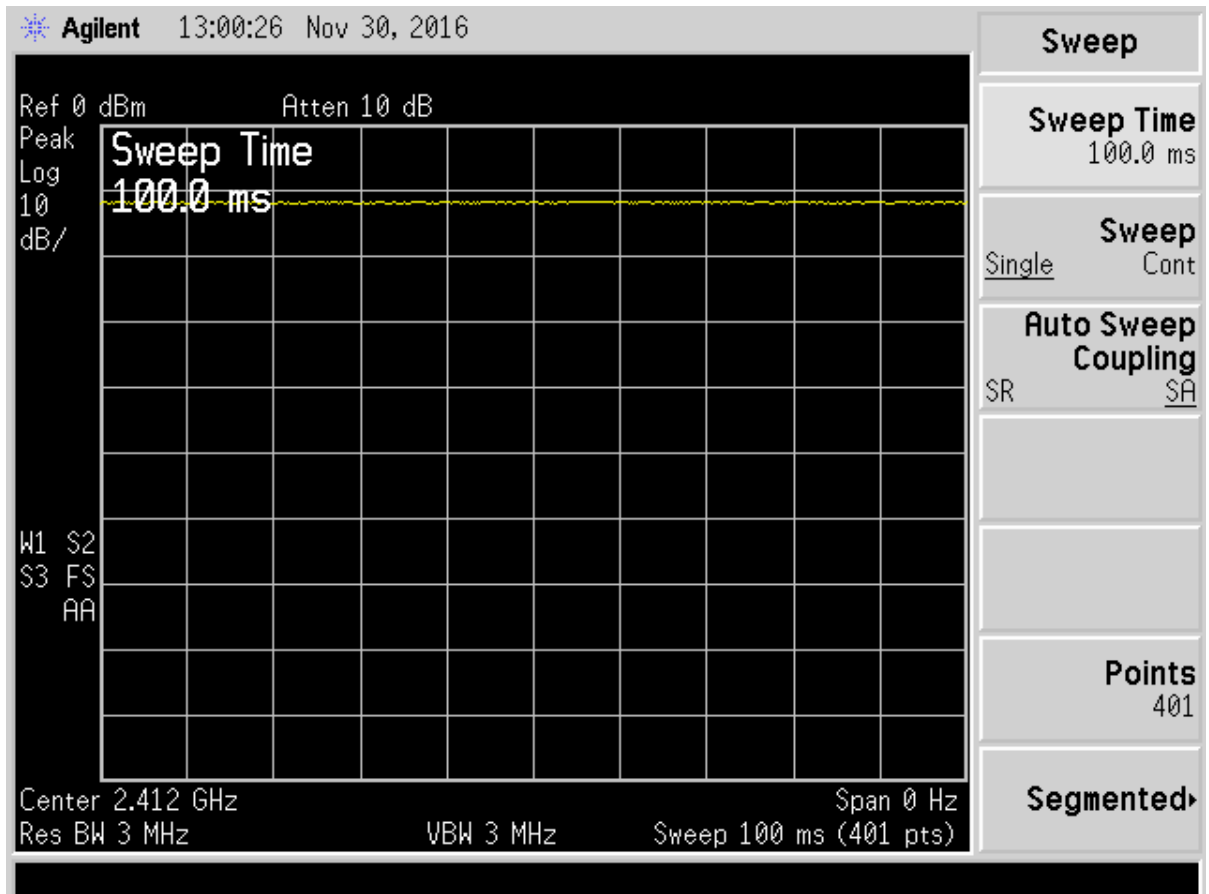 Agilent 13:00:26 Nov 30, 2016
Ref 0 dBm Atten 10 dB
Peak
Log
10
dB/
Sweep Time
100.0 ms
W1 S2
S3 FS
AA
Center 2.412 GHz Span 0 Hz
Res BW 3 MHz VBW 3 MHz Sweep 100 ms (401 pts)
Sweep
Sweep Time
100.0 ms
Sweep
Single Cont
Auto Sweep
Coupling
SR SA
Points
401
Segmented